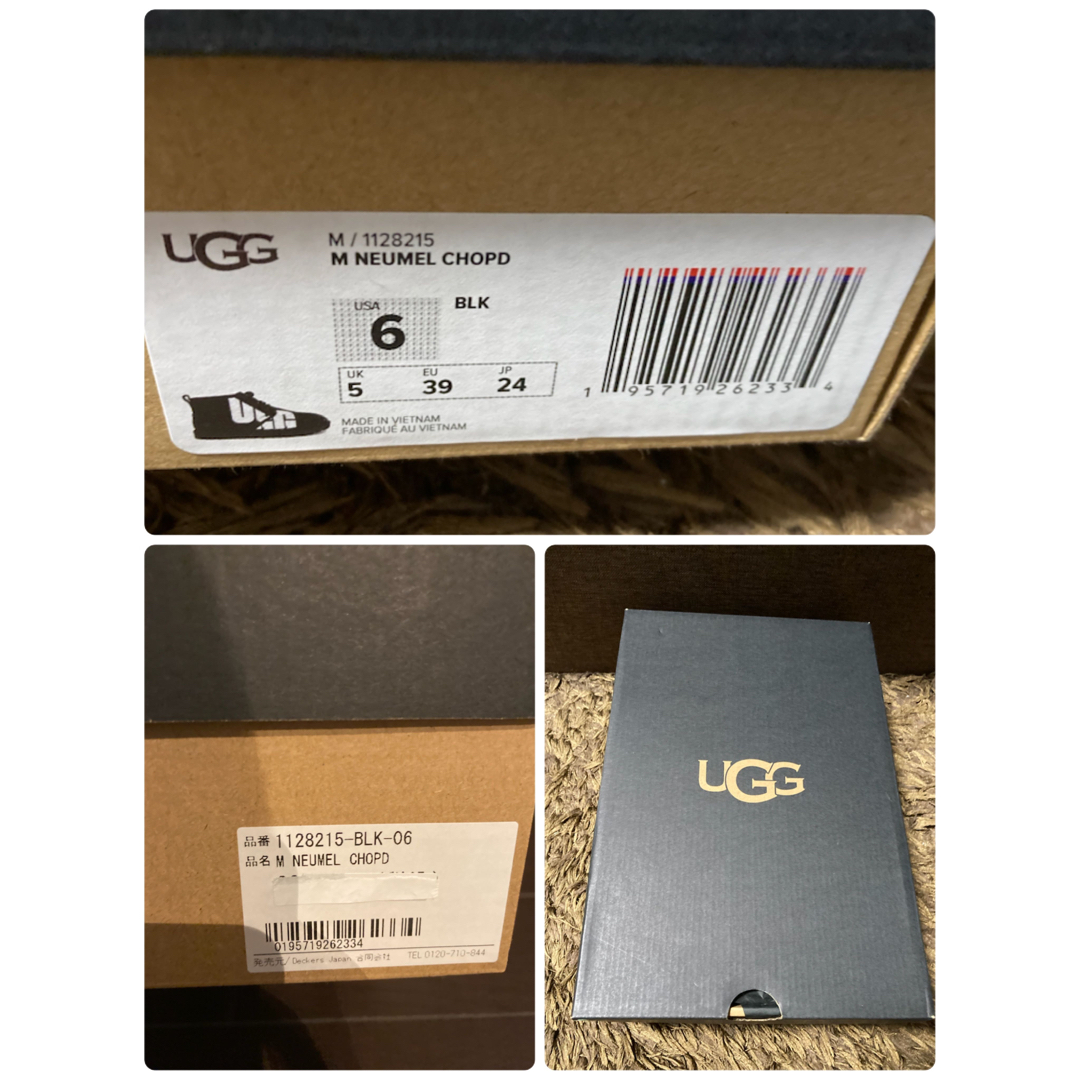 UGG
M / 1128215
M NEUMEL CHOPD
USA
6
BLK
UK
5
EU
39
JP
24
MADE IN VIETNAM
FABRIQUÉ AU VIETNAM
1 95719 26233 4
品番 1128215-BLK-06
品名 M NEUMEL CHOPD
0195719262334
発売元/ Deckers Japan 合同会社 TEL 0120-710-844
UGG